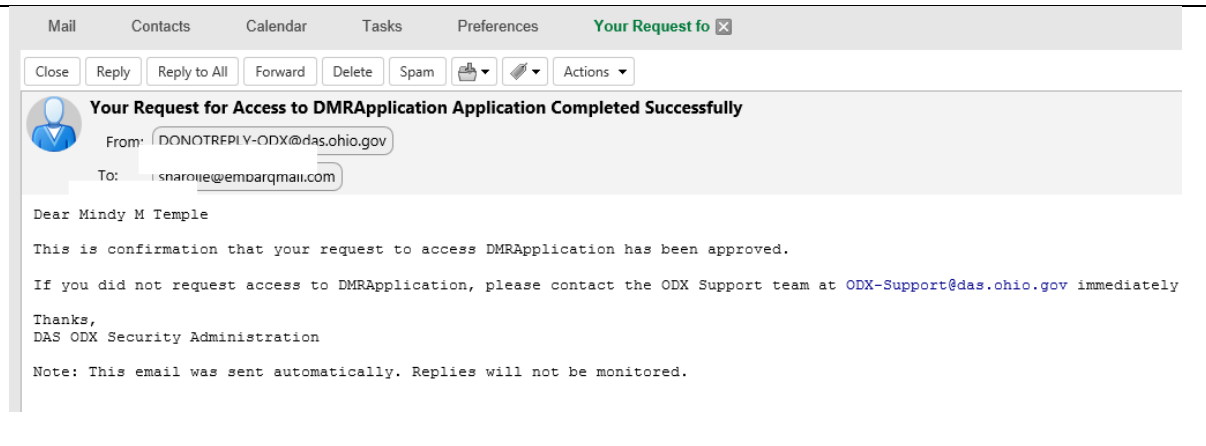 Mail Contacts Calendar Tasks Preferences Your Request fo
Close Reply Reply to All Forward Delete Spam Actions
Your Request for Access to DMRApplication Application Completed Successfully
From: DONOTREPLY-ODX@das.ohio.gov
To: sharolie@embarqmail.com
Dear Mindy M Temple
This is confirmation that your request to access DMRApplication has been approved.
If you did not request access to DMRApplication, please contact the ODX Support team at ODX-Support@das.ohio.gov immediately
Thanks,
DAS ODX Security Administration
Note: This email was sent automatically. Replies will not be monitored.